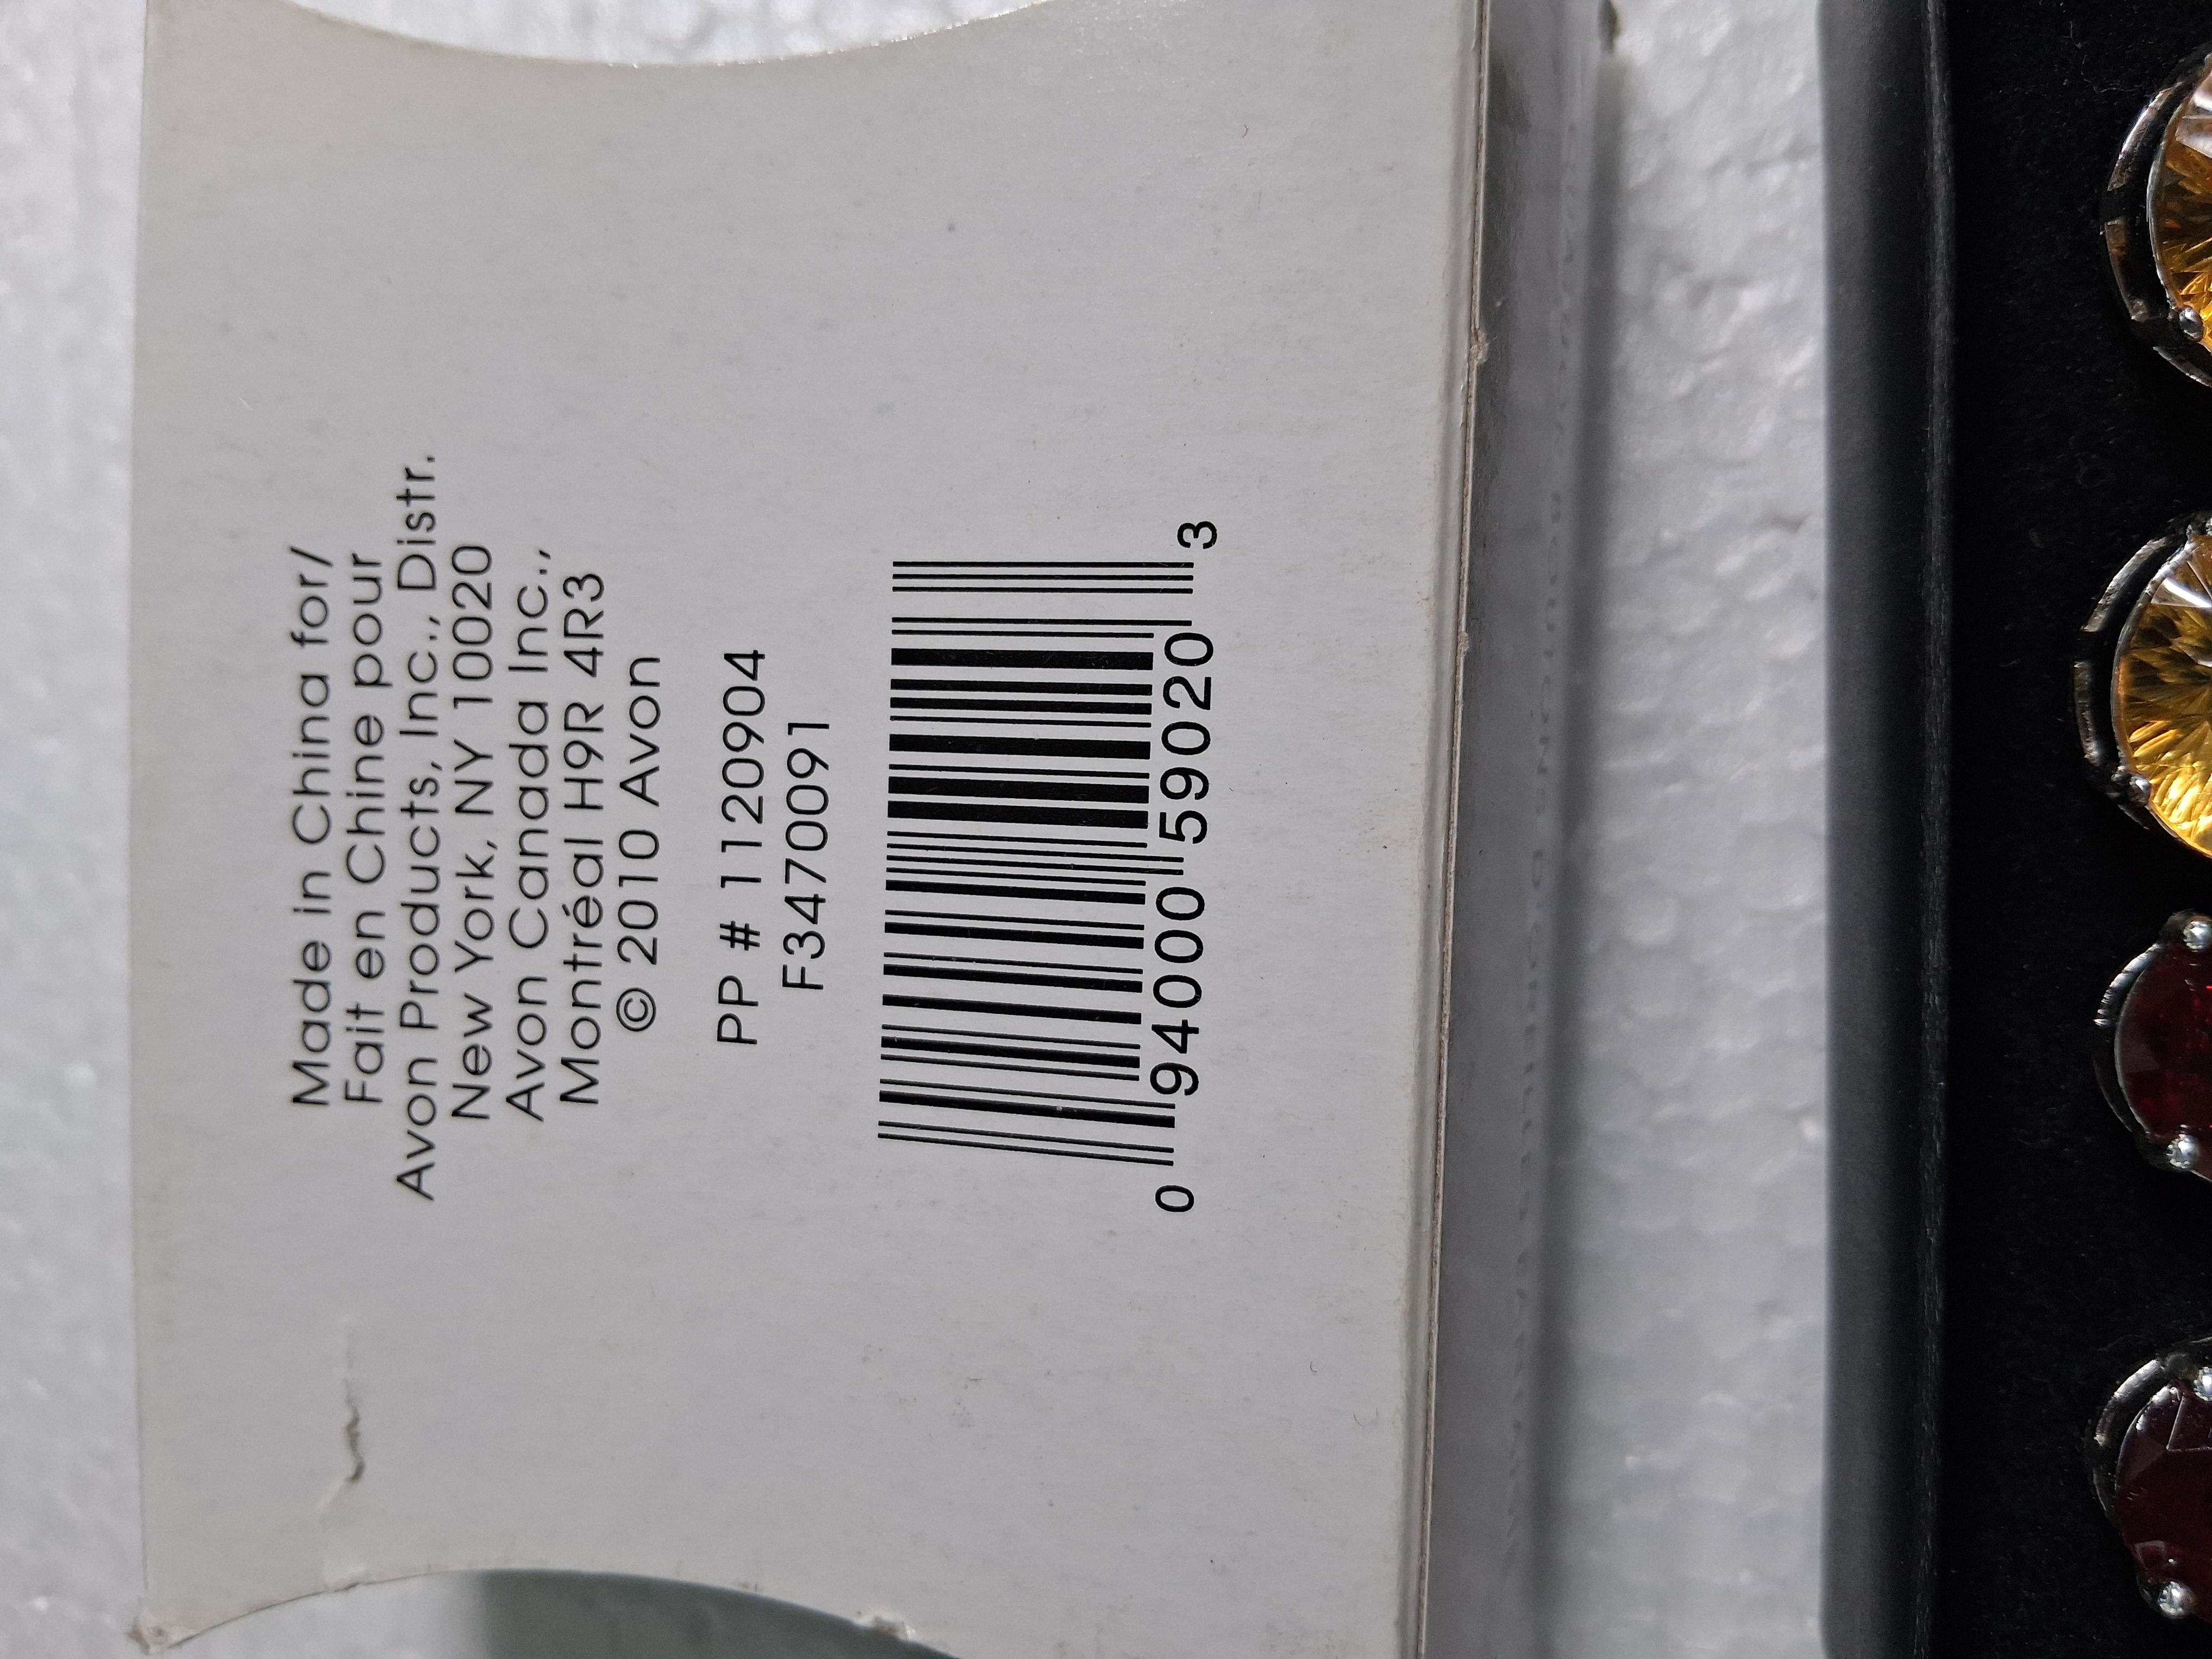 Made in China for/
Fait en Chine pour
Avon Products, Inc., Distr.
New York, NY 10020
Avon Canada Inc.,
Montréal H9R 4R3
© 2010 Avon
PP # 1120904
F3470091
0 94000 59020 3